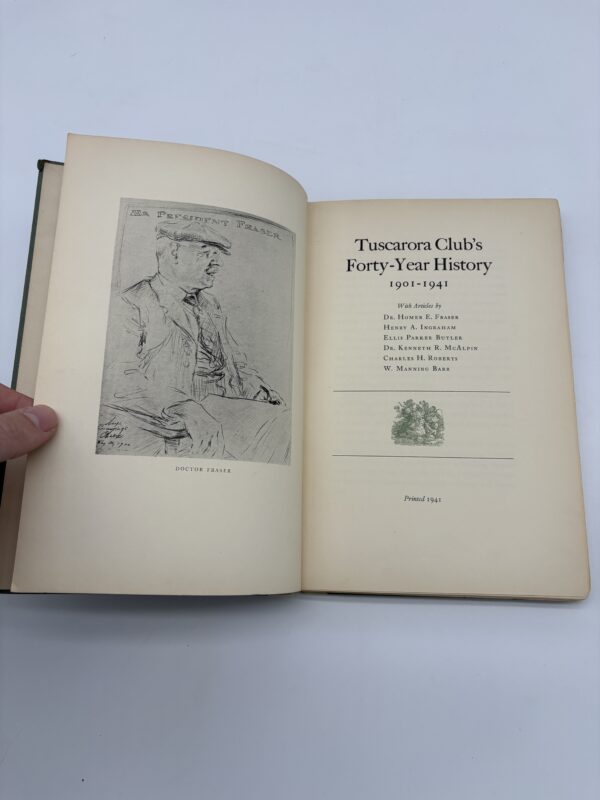 PRESIDENT FRASER
DOCTOR FRASER
Tuscarora Club's
Forty-Year History
1901-1941
With Articles by
DR. HOMER E. FRASER
HENRY A. INGRAHAM
ELLIS PARKER BUTLER
DR. KENNETH R. MCALPIN
CHARLES H. ROBERTS
W. MANNING BARR
Printed 1941